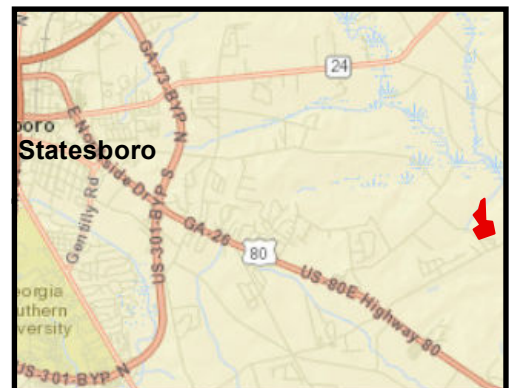 N
GA-73-BYP N
24
E Northside Dr
boro
Statesboro
Gentilly Rd
US-301-BYP S
GA-26
80
US-80E Highway 80
eorgia
uthern
versity
US-301-BYP N